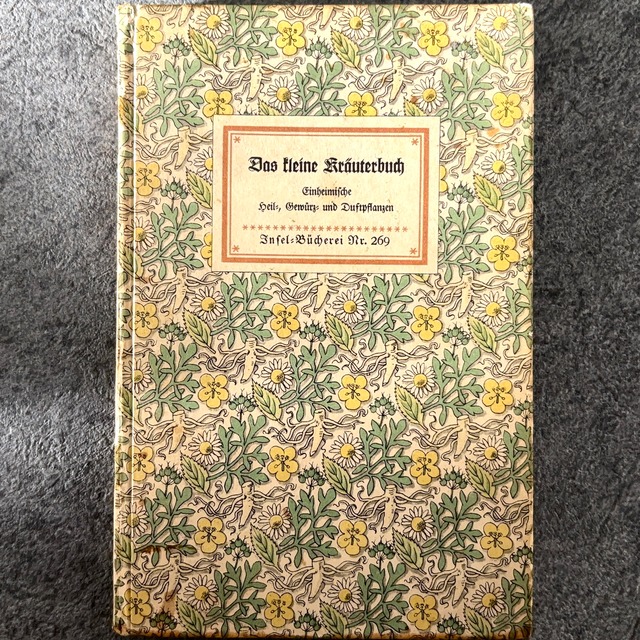 Das kleine Kräuterbuch
Einheimische
Heil-, Gewürz- und Duftpflanzen
Insel-Bücherei Nr. 269